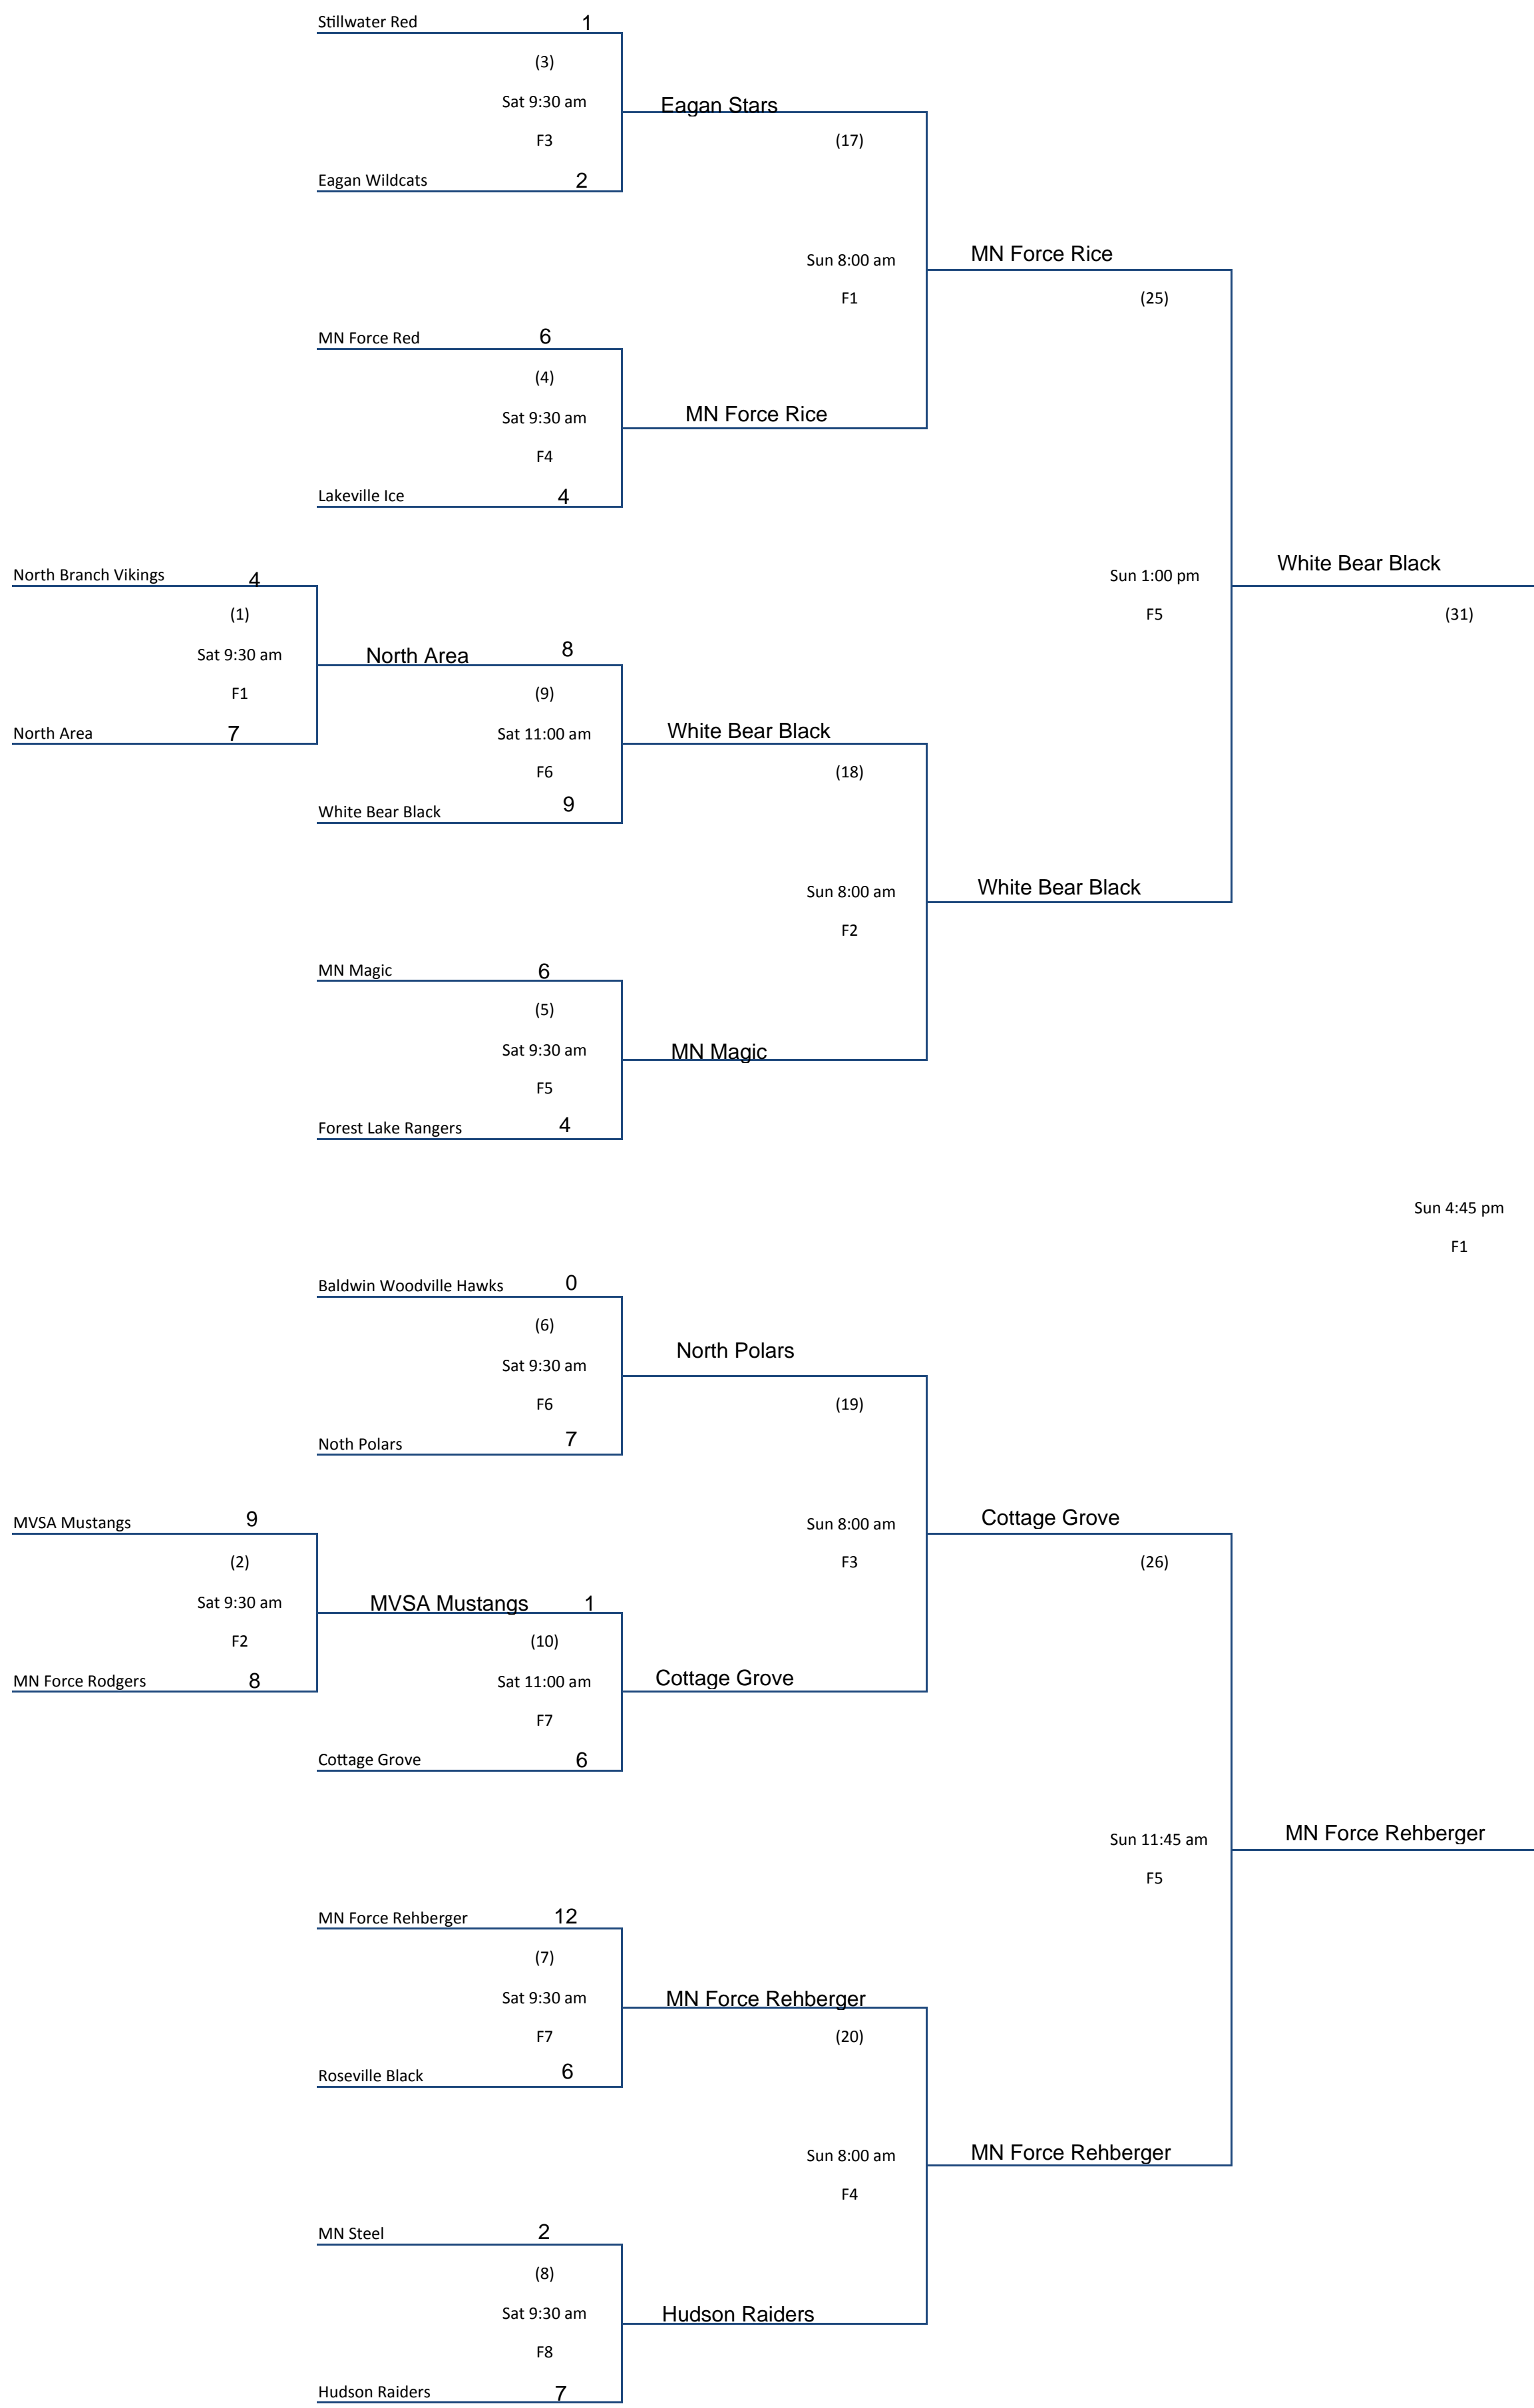 Stillwater Red 1
(3)
Sat 9:30 am
Eagan Stars
F3
(17)
Eagan Wildcats 2
MN Force Rice
Sun 8:00 am
F1
(25)
MN Force Red 6
(4)
Sat 9:30 am
MN Force Rice
F4
Lakeville Ice 4
White Bear Black
North Branch Vikings 4
Sun 1:00 pm
(1)
F5
(31)
Sat 9:30 am
North Area 8
F1
(9)
North Area 7
Sat 11:00 am
White Bear Black
F6
(18)
White Bear Black 9
Sun 8:00 am
White Bear Black
F2
MN Magic 6
(5)
Sat 9:30 am
MN Magic
F5
Forest Lake Rangers 4
Sun 4:45 pm
F1
Baldwin Woodville Hawks 0
(6)
Sat 9:30 am
North Polars
F6
(19)
Noth Polars 7
MVSA Mustangs 9
Sun 8:00 am
Cottage Grove
(2)
F3
(26)
Sat 9:30 am
MVSA Mustangs 1
F2
(10)
MN Force Rodgers 8
Sat 11:00 am
Cottage Grove
F7
Cottage Grove 6
Sun 11:45 am
MN Force Rehberger
F5
MN Force Rehberger 12
(7)
Sat 9:30 am
MN Force Rehberger
F7
(20)
Roseville Black 6
Sun 8:00 am
MN Force Rehberger
F4
MN Steel 2
(8)
Sat 9:30 am
Hudson Raiders
F8
Hudson Raiders 7